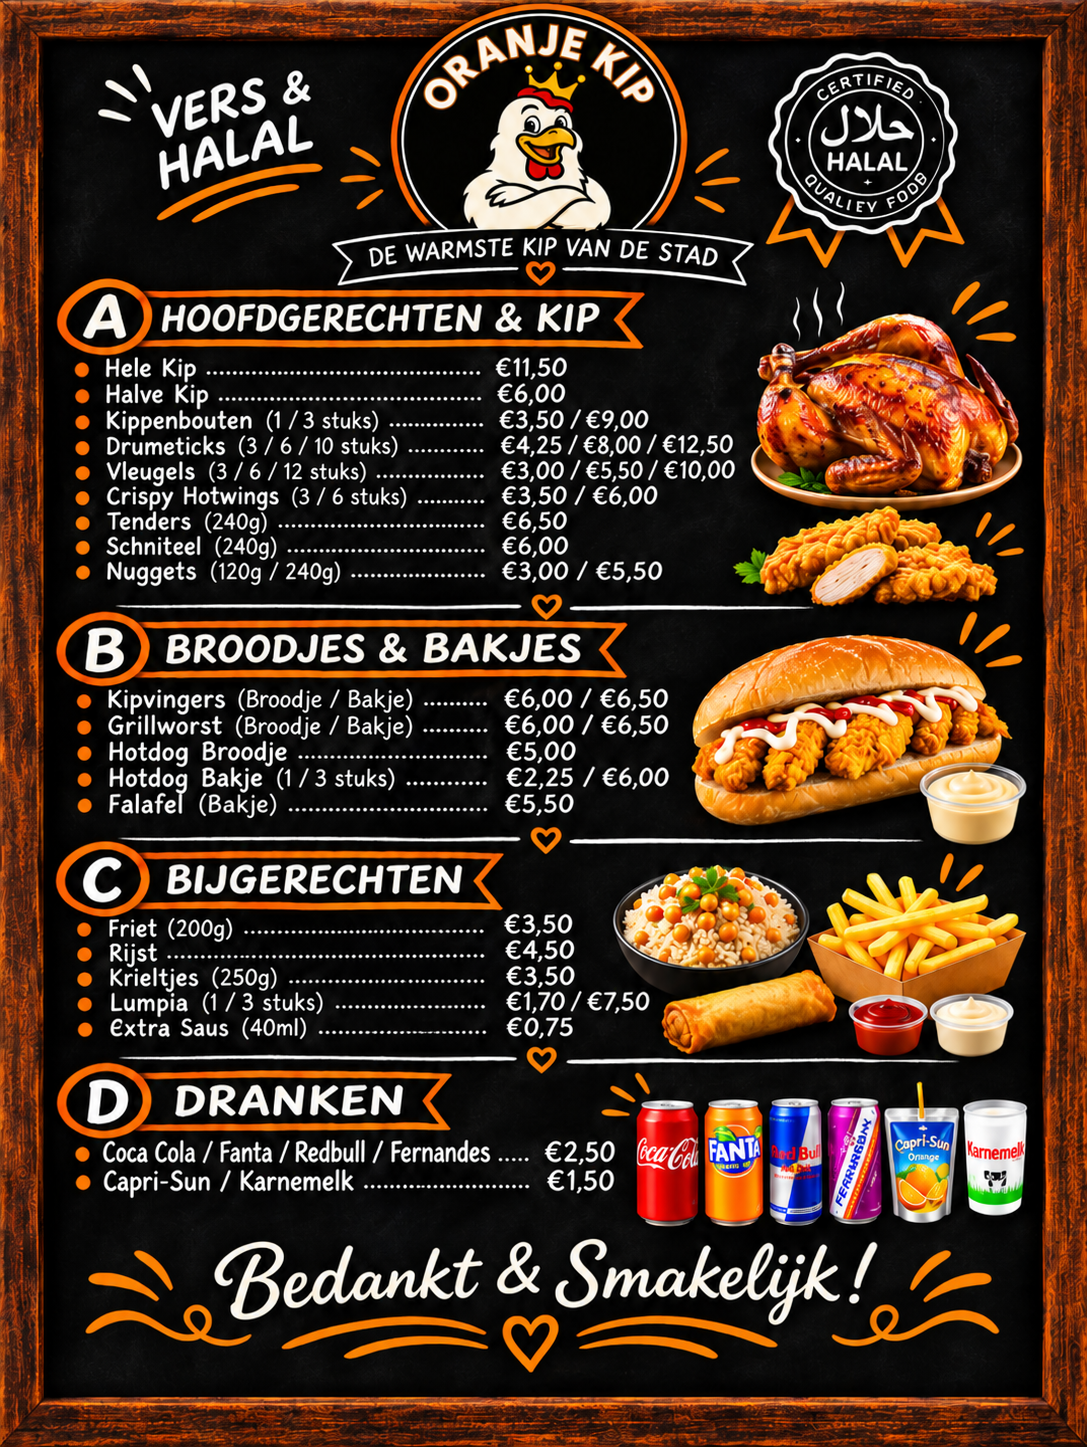 ORANJE KIP
VERS &
HALAL
CERTIFIED
حلال
HALAL
QUALIEY FOOB
DE WARMSTE KIP VAN DE STAD
A HOOFDGERECHTEN & KIP
Hele Kip ........ €11,50
Halve Kip ........ €6,00
Kippenbouten (1 / 3 stuks) ........ €3,50 / €9,00
Drumeticks (3 / 6 / 10 stuks) ........ €4,25 / €8,00 / €12,50
Vleugels (3 / 6 / 12 stuks) ........ €3,00 / €5,50 / €10,00
Crispy Hotwings (3 / 6 stuks) ........ €3,50 / €6,00
Tenders (240g) ........ €6,50
Schniteel (240g) ........ €6,00
Nuggets (120g / 240g) ........ €3,00 / €5,50
B BROODJES & BAKJES
Kipvingers (Broodje / Bakje) ........ €6,00 / €6,50
Grillworst (Broodje / Bakje) ........ €6,00 / €6,50
Hotdog Broodje ........ €5,00
Hotdog Bakje (1 / 3 stuks) ........ €2,25 / €6,00
Falafel (Bakje) ........ €5,50
C BIJGERECHTEN
Friet (200g) ........ €3,50
Rijst ........ €4,50
Krieltjes (250g) ........ €3,50
Lumpia (1 / 3 stuks) ........ €1,70 / €7,50
Extra Saus (40ml) ........ €0,75
D DRANKEN
Coca Cola / Fanta / Redbull / Fernandes ..... €2,50
Capri-Sun / Karnemelk ........ €1,50
Coca-Cola
FANTA
Red Bull
Capri-Sun
Orange
Karnemelk
Bedankt & Smakelijk!